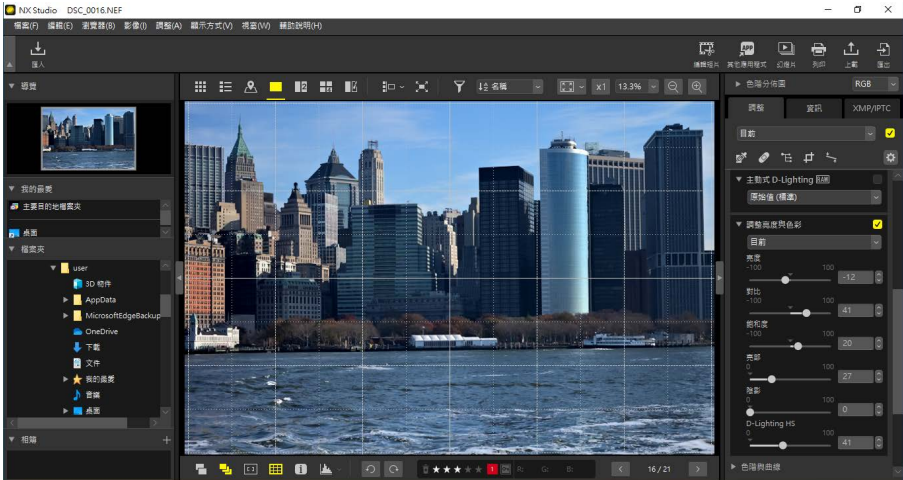 NX Studio DSC_0016.NEF
檔案(F) 編輯(E) 瀏覽器(B) 影像(I) 調整(A) 顯示方式(V) 視窗(W) 輔助說明(H)
匯入
編輯短片 其他應用程式 幻燈片 列印 上載 匯出
導覽
2
名稱
x1 13.3%
色階分佈圖 RGB
調整 資訊 XMP/IPTC
目前
主動式 D-Lighting RAW
原始值 (標準)
調整亮度與色彩
目前
亮度
-100 100
-12
對比
-100 100
41
飽和度
-100 100
20
亮部
0 100
27
陰影
0 100
0
D-Lighting HS
0 100
41
色階與曲線
我的最愛
主要目的地檔案夾
桌面
檔案夾
user
3D 物件
AppData
MicrosoftEdgeBackup
OneDrive
下載
文件
我的最愛
音樂
桌面
相簿
1
R: G: B:
16 / 21